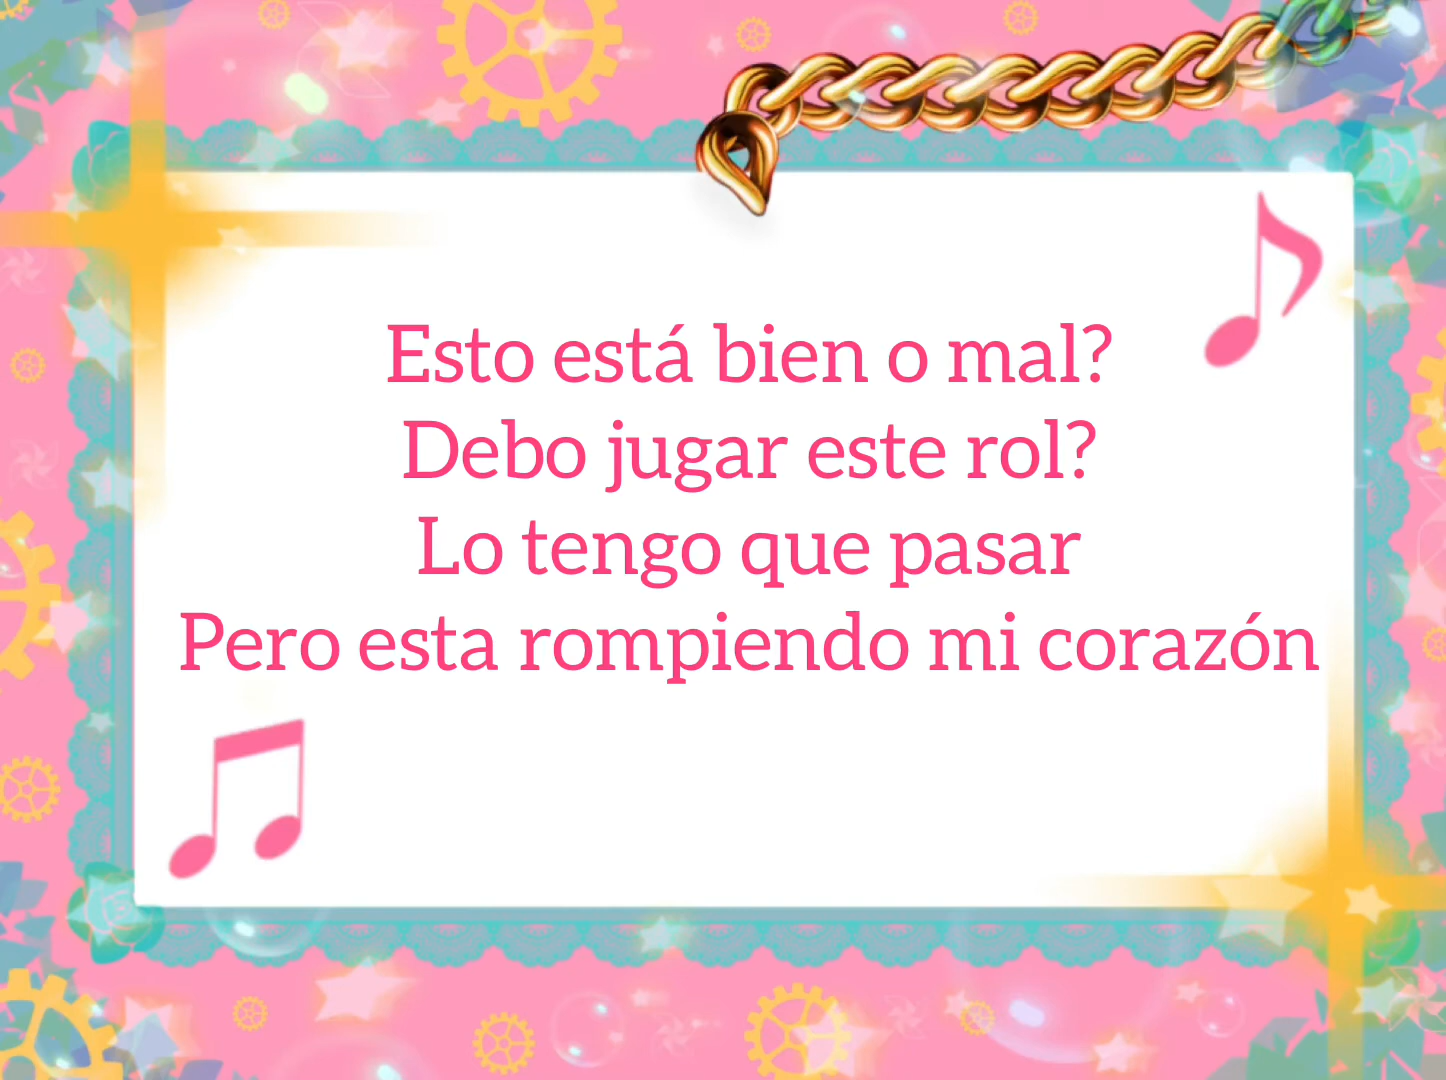 Esto está bien o mal?
Debo jugar este rol?
Lo tengo que pasar
Pero esta rompiendo mi corazón